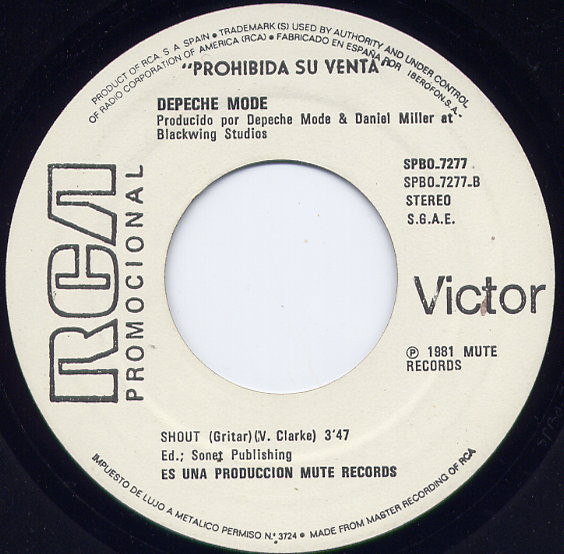 PRODUCT OF RCA. S. A SPAIN • TRADEMARK (S) USED BY AUTHORITY AND UNDER CONTROL
OF RADIO CORPORATION OF AMERICA (RCA) • FABRICADO EN ESPAÑA POR IBEROFON, S.A.
"PROHIBIDA SU VENTA"
DEPECHE MODE
Producido por Depeche Mode & Daniel Miller at
Blackwing Studios
SPBO-7277
SPBO-7277-B
STEREO
S.G.A.E.
RCA
PROMOCIONAL
Victor
℗ 1981 MUTE
RECORDS
SHOUT (Gritar)(V. Clarke) 3'47
Ed.; Sonet Publishing
ES UNA PRODUCCION MUTE RECORDS
IMPUESTO DE LUJO A METALICO PERMISO N.º 3724 • MADE FROM MASTER RECORDING OF RCA